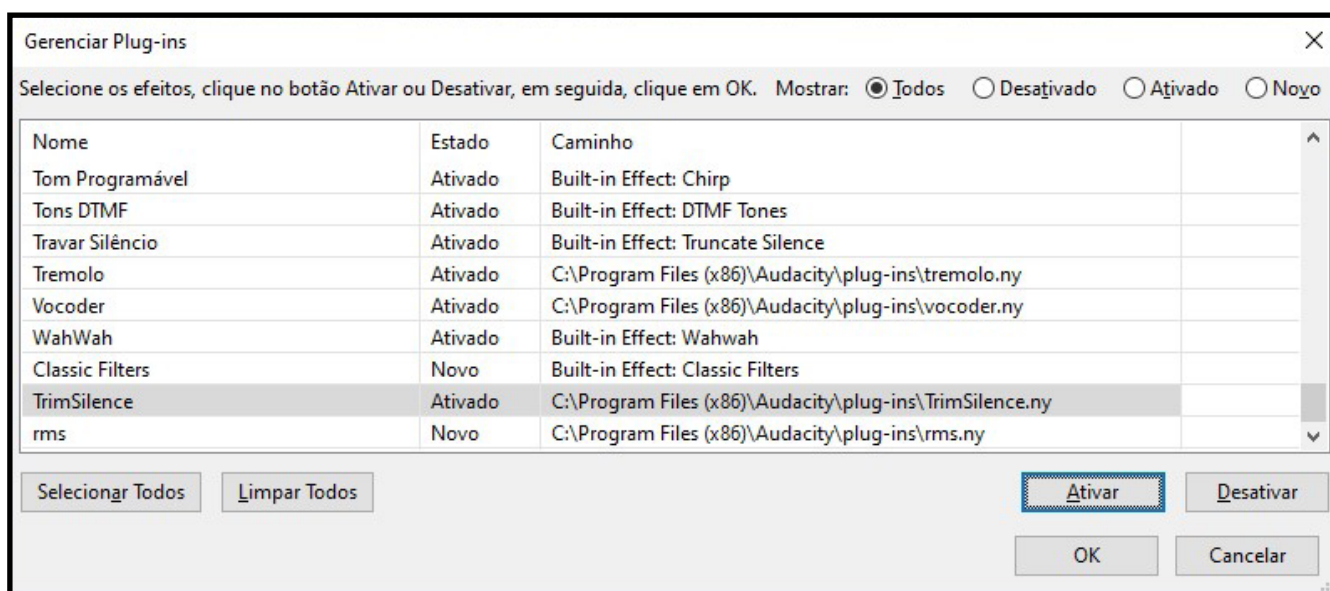 Gerenciar Plug-ins
Selecione os efeitos, clique no botão Ativar ou Desativar, em seguida, clique em OK. Mostrar: Todos Desativado Ativado Novo
Nome Estado Caminho
Tom Programável Ativado Built-in Effect: Chirp
Tons DTMF Ativado Built-in Effect: DTMF Tones
Travar Silêncio Ativado Built-in Effect: Truncate Silence
Tremolo Ativado C:\Program Files (x86)\Audacity\plug-ins\tremolo.ny
Vocoder Ativado C:\Program Files (x86)\Audacity\plug-ins\vocoder.ny
WahWah Ativado Built-in Effect: Wahwah
Classic Filters Novo Built-in Effect: Classic Filters
TrimSilence Ativado C:\Program Files (x86)\Audacity\plug-ins\TrimSilence.ny
rms Novo C:\Program Files (x86)\Audacity\plug-ins\rms.ny
Selecionar Todos Limpar Todos Ativar Desativar
OK Cancelar